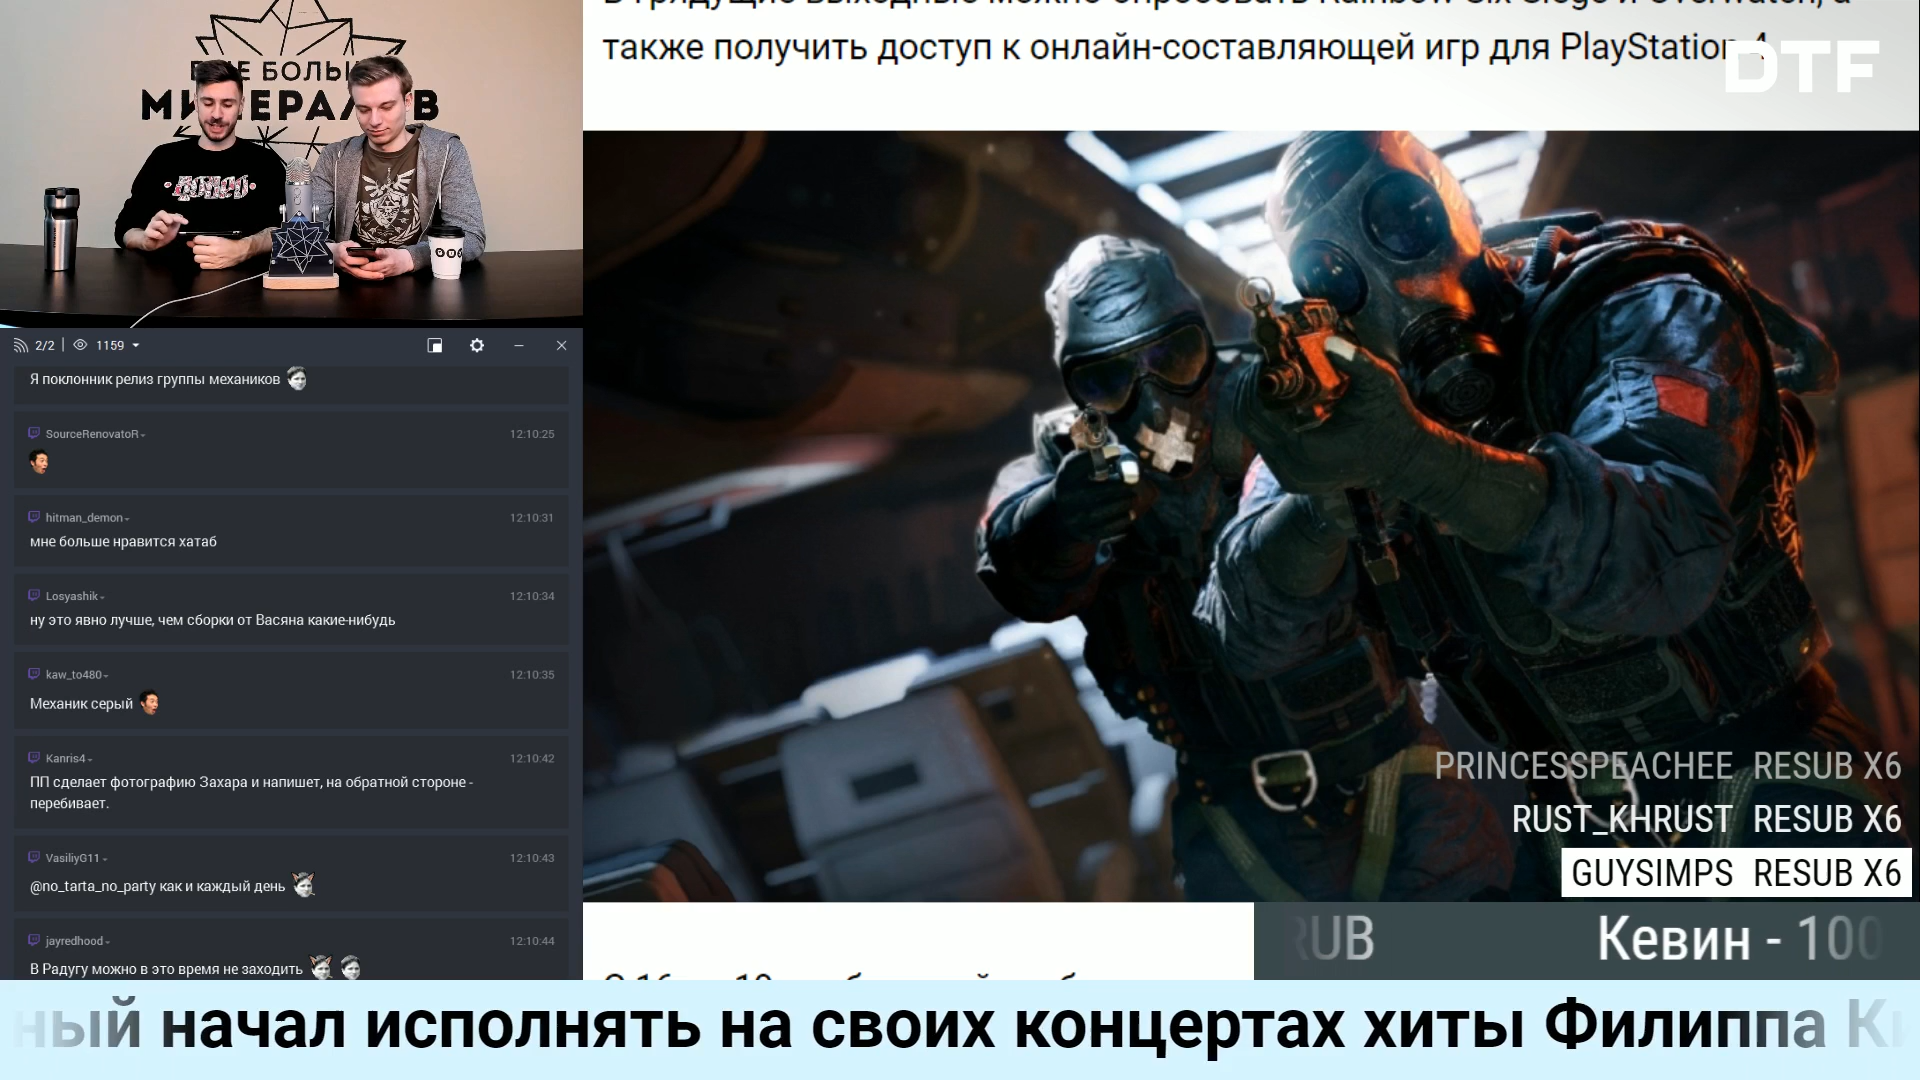 также получить доступ к онлайн-составляющей игр для PlayStation 4.
DTF
МИНЕРАЛОВ
2/2 | 1159
Я поклонник релиз группы механиков
SourceRenovatoR 12:10:25
hitman_demon 12:10:31
мне больше нравится хатаб
Losyashik 12:10:34
ну это явно лучше, чем сборки от Васяна какие-нибудь
kaw_to480 12:10:35
Механик серый
Kanris4 12:10:42
ПП сделает фотографию Захара и напишет, на обратной стороне -
перебивает.
VasiliyG11 12:10:43
@no_tarta_no_party как и каждый день
jayredhood 12:10:44
В Радугу можно в это время не заходить
PRINCESSPEACHEE RESUB X6
RUST_KHRUST RESUB X6
GUYSIMPS RESUB X6
RUB Кевин - 100
ный начал исполнять на своих концертах хиты Филиппа